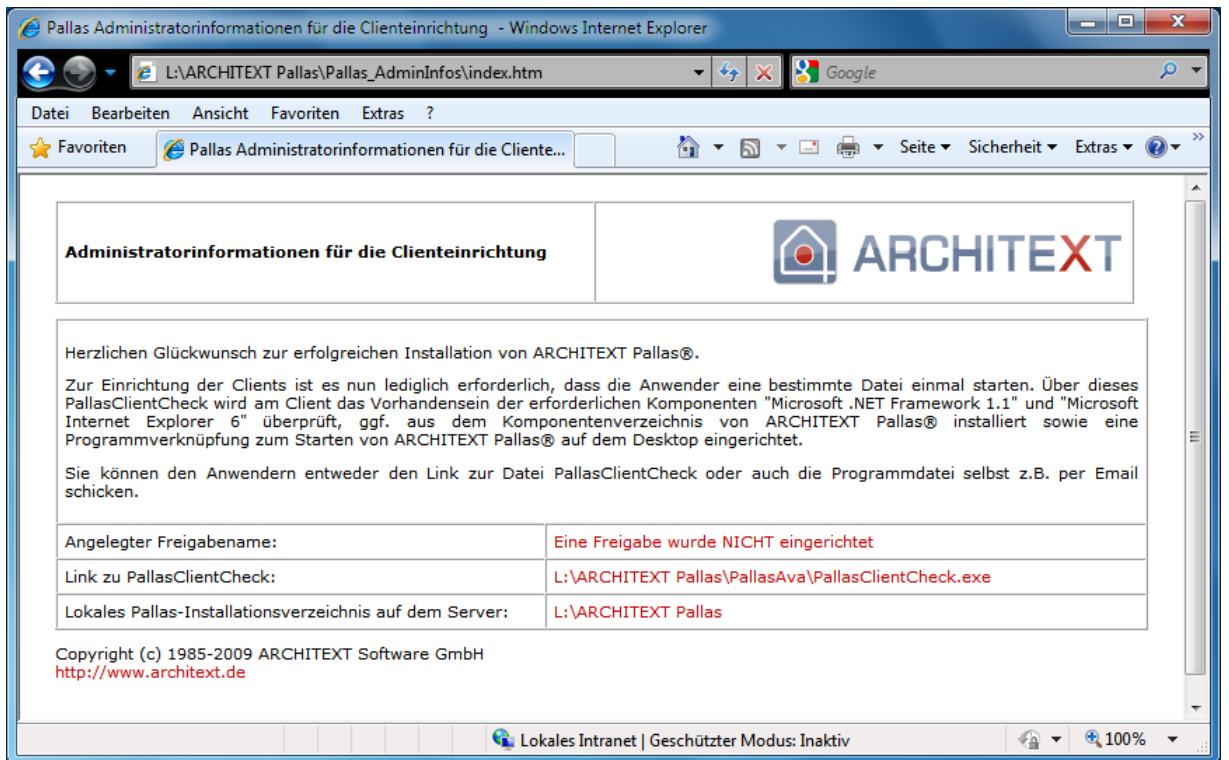 Pallas Administratorinformationen für die Clienteinrichtung - Windows Internet Explorer
L:\ARCHITEXT Pallas\Pallas_AdminInfos\index.htm
Google
Datei Bearbeiten Ansicht Favoriten Extras ?
Favoriten
Pallas Administratorinformationen für die Cliente...
Seite Sicherheit Extras
Administratorinformationen für die Clienteinrichtung
ARCHITEXT
Herzlichen Glückwunsch zur erfolgreichen Installation von ARCHITEXT Pallas®.
Zur Einrichtung der Clients ist es nun lediglich erforderlich, dass die Anwender eine bestimmte Datei einmal starten. Über dieses
PallasClientCheck wird am Client das Vorhandensein der erforderlichen Komponenten "Microsoft .NET Framework 1.1" und "Microsoft
Internet Explorer 6" überprüft, ggf. aus dem Komponentenverzeichnis von ARCHITEXT Pallas® installiert sowie eine
Programmverknüpfung zum Starten von ARCHITEXT Pallas® auf dem Desktop eingerichtet.
Sie können den Anwendern entweder den Link zur Datei PallasClientCheck oder auch die Programmdatei selbst z.B. per Email
schicken.
Angelegter Freigabename:
Eine Freigabe wurde NICHT eingerichtet
Link zu PallasClientCheck:
L:\ARCHITEXT Pallas\PallasAva\PallasClientCheck.exe
Lokales Pallas-Installationsverzeichnis auf dem Server:
L:\ARCHITEXT Pallas
Copyright (c) 1985-2009 ARCHITEXT Software GmbH
http://www.architext.de
Lokales Intranet | Geschützter Modus: Inaktiv
100%